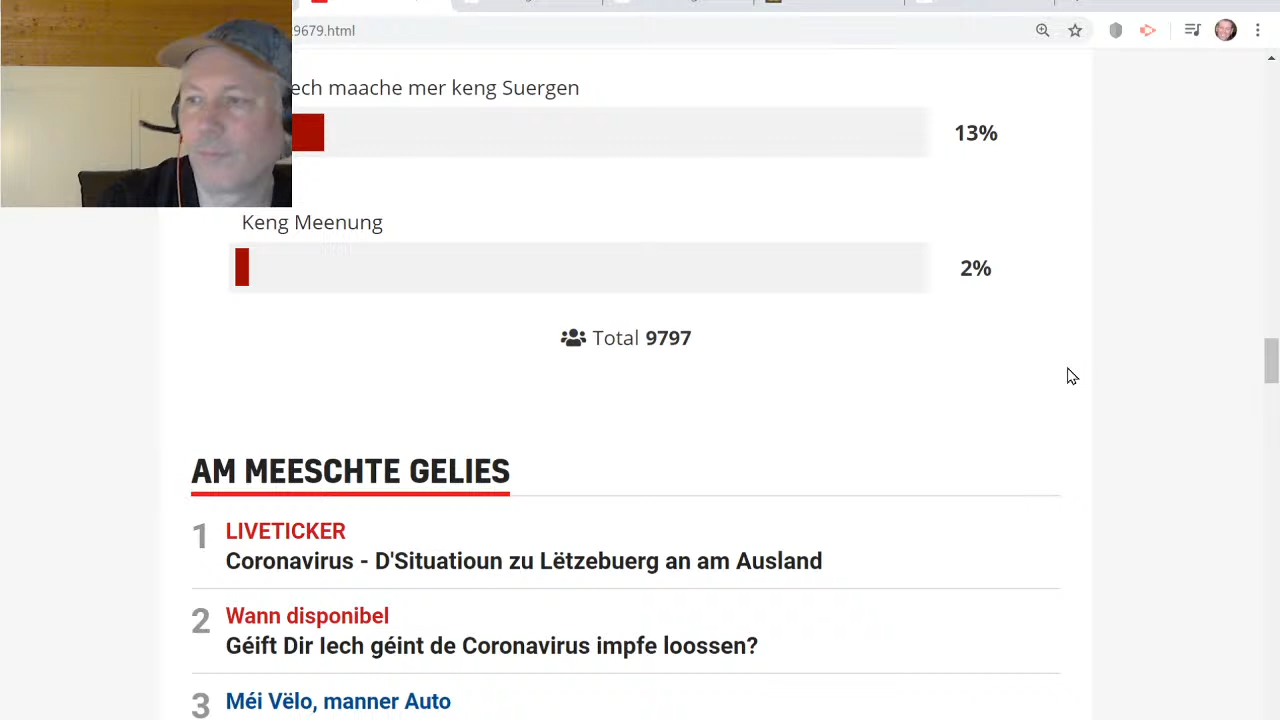 9679.html
ech maache mer keng Suergen
13%
Keng Meenung
2%
Total 9797
AM MEESCHTE GELIES
1 LIVETICKER
Coronavirus - D'Situatioun zu Lëtzebuerg an am Ausland
2 Wann disponibel
Géift Dir Iech géint de Coronavirus impfe loossen?
3 Méi Vëlo, manner Auto